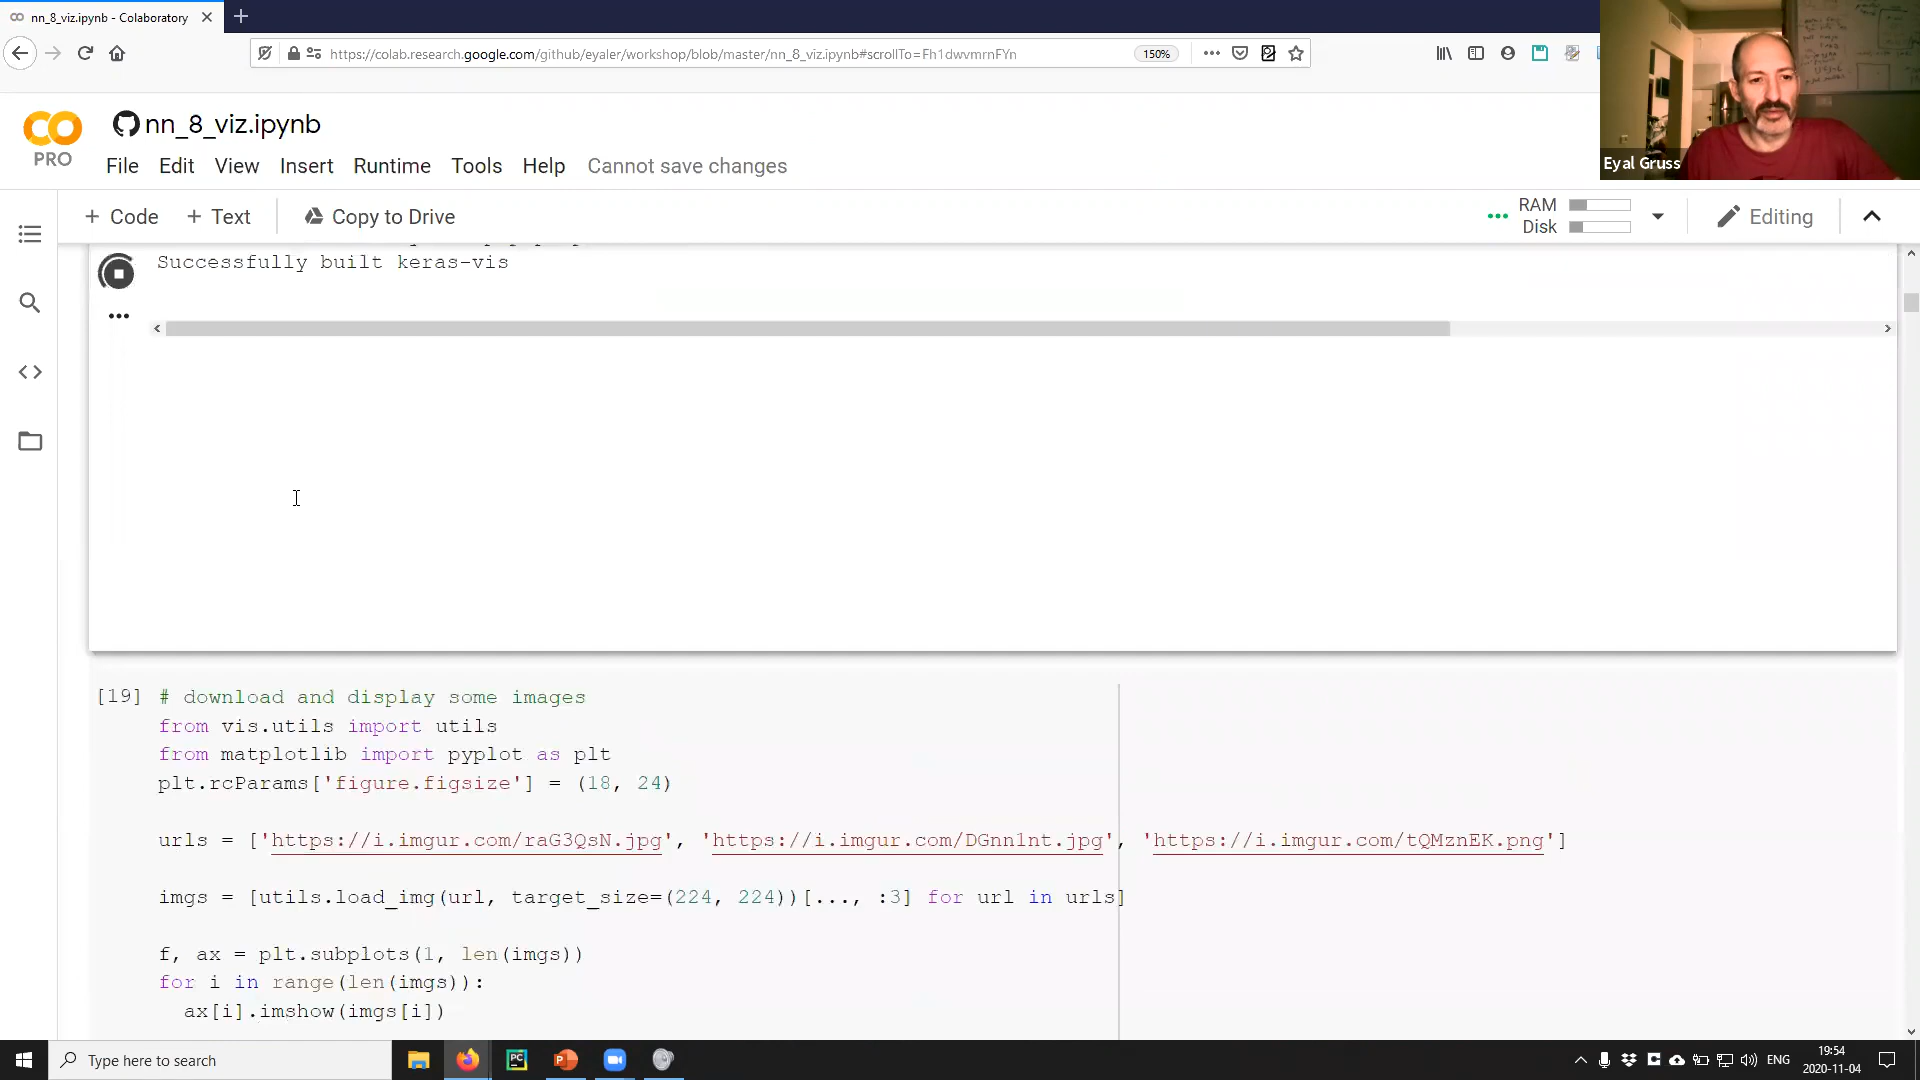 nn_8_viz.ipynb - Colaboratory
https://colab.research.google.com/github/eyaler/workshop/blob/master/nn_8_viz.ipynb#scrollTo=Fh1dwvmrnFYn
150%
Eyal Gruss
PRO
nn_8_viz.ipynb
File Edit View Insert Runtime Tools Help Cannot save changes
+ Code + Text Copy to Drive
RAM
Disk
Editing
Successfully built keras-vis
[19] # download and display some images
from vis.utils import utils
from matplotlib import pyplot as plt
plt.rcParams['figure.figsize'] = (18, 24)
urls = ['https://i.imgur.com/raG3QsN.jpg', 'https://i.imgur.com/DGnn1nt.jpg', 'https://i.imgur.com/tQMznEK.png']
imgs = [utils.load_img(url, target_size=(224, 224))[..., :3] for url in urls]
f, ax = plt.subplots(1, len(imgs))
for i in range(len(imgs)):
ax[i].imshow(imgs[i])
Type here to search
PC
ENG
19:54
2020-11-04